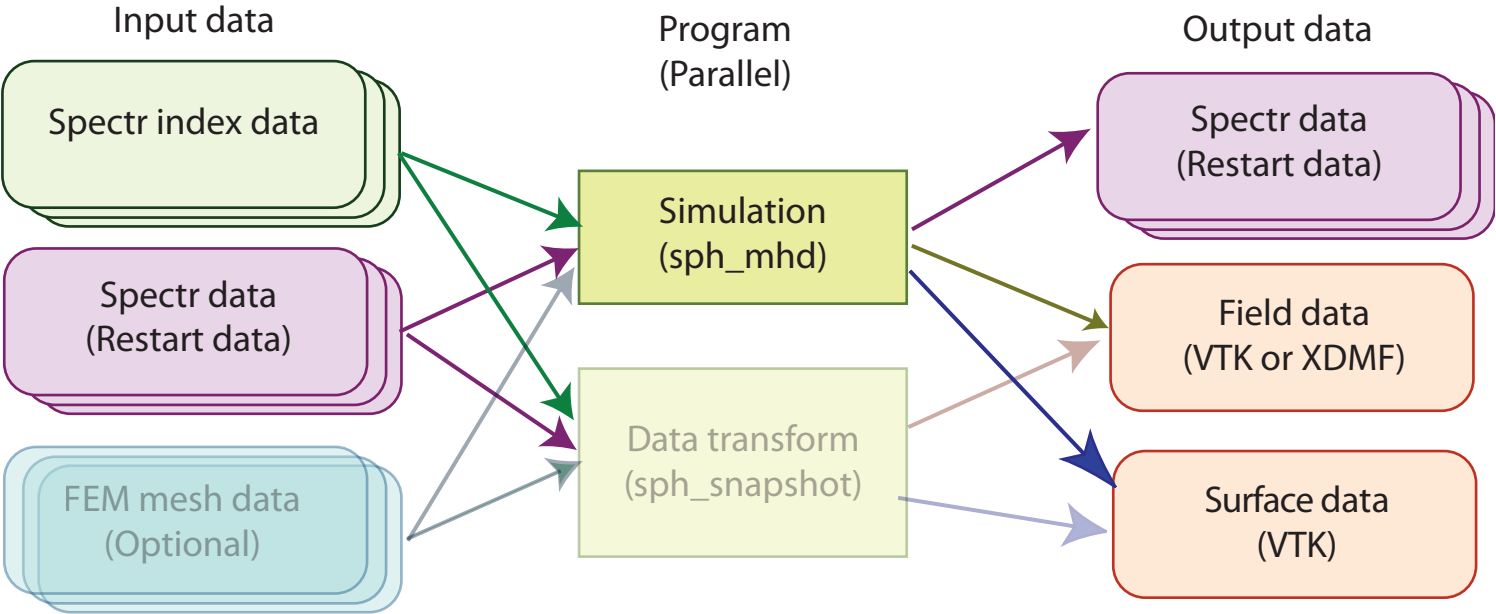 Input data
Program
(Parallel)
Output data
Spectr index data
Spectr data
(Restart data)
FEM mesh data
(Optional)
Simulation
(sph_mhd)
Data transform
(sph_snapshot)
Spectr data
(Restart data)
Field data
(VTK or XDMF)
Surface data
(VTK)